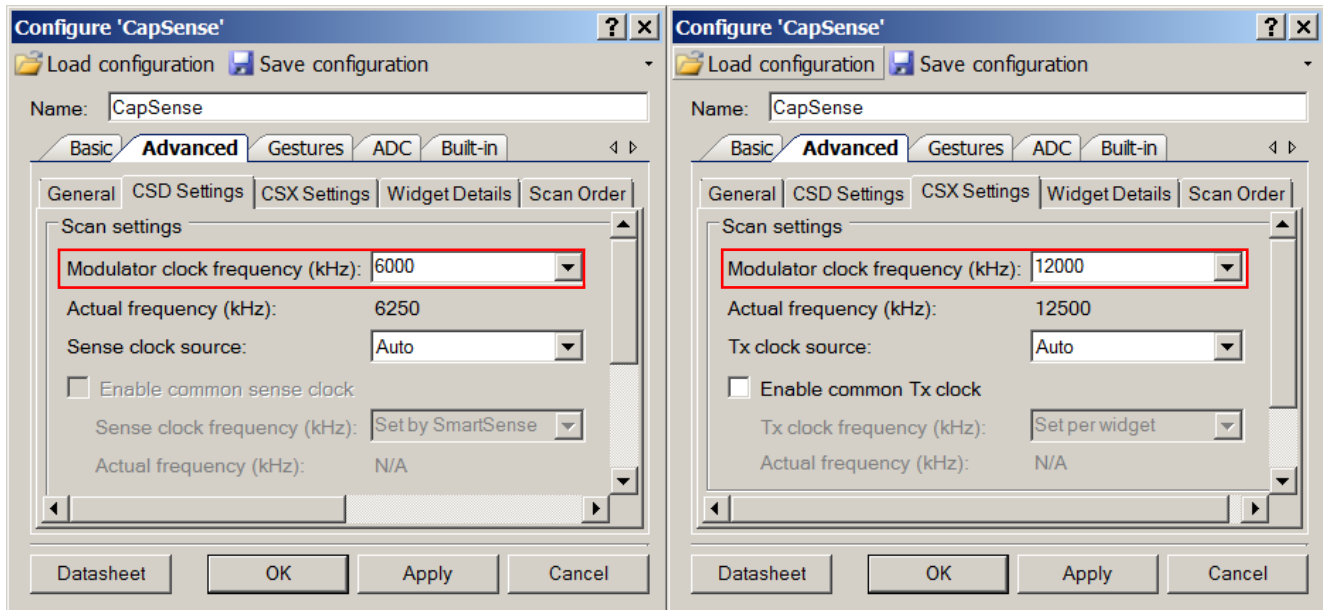 Configure 'CapSense'
Load configuration Save configuration
Name: CapSense
Basic Advanced Gestures ADC Built-in
General CSD Settings CSX Settings Widget Details Scan Order
Scan settings
Modulator clock frequency (kHz): 6000
Actual frequency (kHz): 6250
Sense clock source: Auto
Enable common sense clock
Sense clock frequency (kHz): Set by SmartSense
Actual frequency (kHz): N/A
Datasheet OK Apply Cancel
Configure 'CapSense'
Load configuration Save configuration
Name: CapSense
Basic Advanced Gestures ADC Built-in
General CSD Settings CSX Settings Widget Details Scan Order
Scan settings
Modulator clock frequency (kHz): 12000
Actual frequency (kHz): 12500
Tx clock source: Auto
Enable common Tx clock
Tx clock frequency (kHz): Set per widget
Actual frequency (kHz): N/A
Datasheet OK Apply Cancel